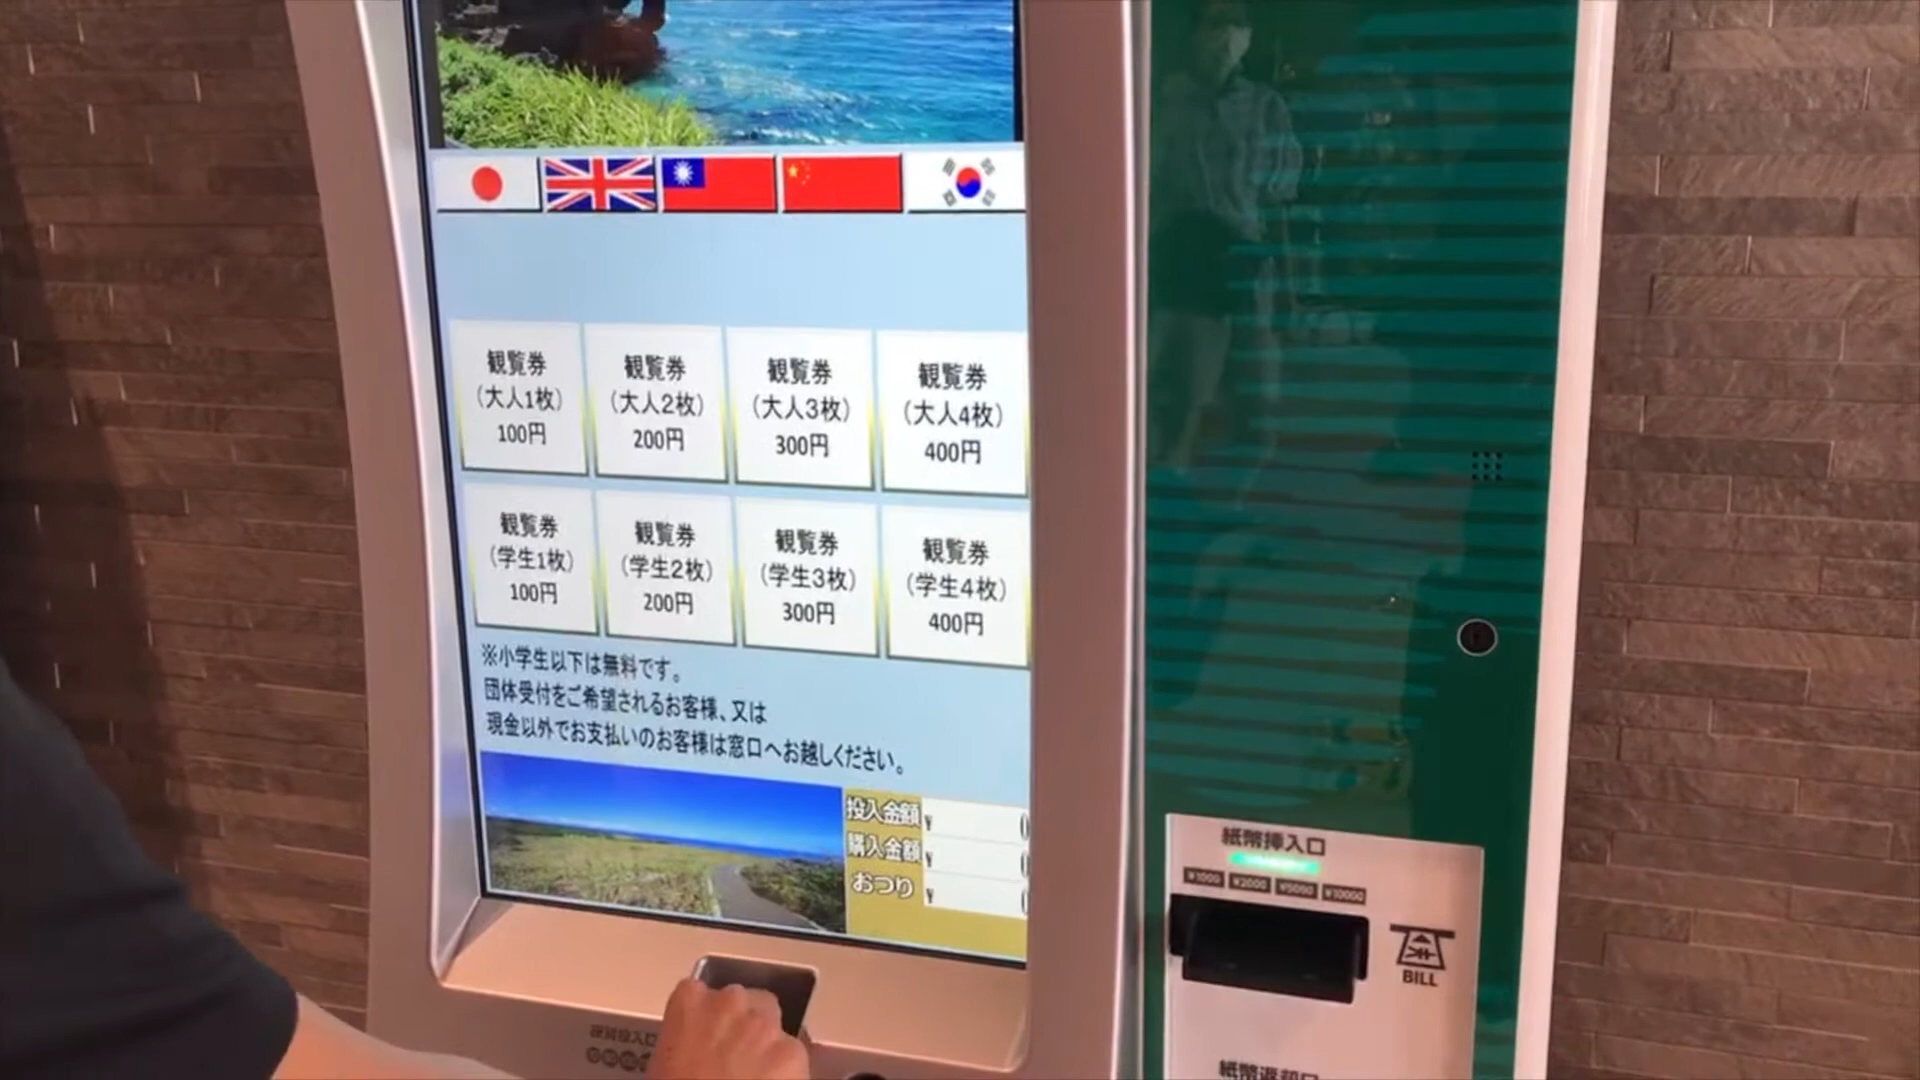 観覧券
(大人1枚)
100円
観覧券
(大人2枚)
200円
観覧券
(大人3枚)
300円
観覧券
(大人4枚)
400円
観覧券
(学生1枚)
100円
観覧券
(学生2枚)
200円
観覧券
(学生3枚)
300円
観覧券
(学生4枚)
400円
※小学生以下は無料です。
団体受付をご希望されるお客様、又は
現金以外でお支払いのお客様は窓口へお越しください。
投入金額 ¥ 0
購入金額 ¥ 0
おつり ¥ 0
紙幣挿入口
¥1000 ¥2000 ¥5000 ¥10000
BILL
紙幣返却口